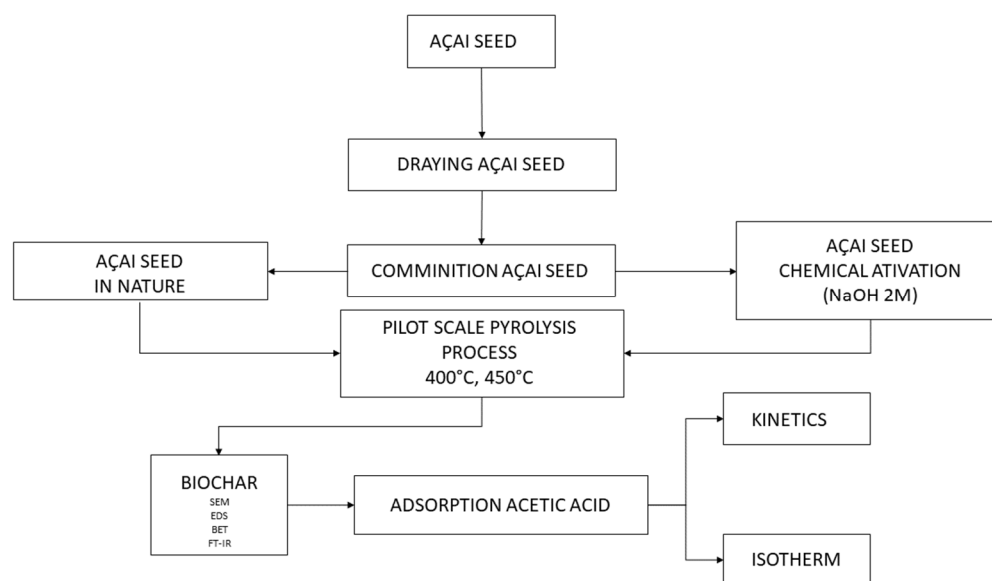 AÇAI SEED
DRAYING AÇAI SEED
AÇAI SEED
IN NATURE
COMMINITION AÇAI SEED
AÇAI SEED
CHEMICAL ATIVATION
(NaOH 2M)
PILOT SCALE PYROLYSIS
PROCESS
400°C, 450°C
KINETICS
BIOCHAR
SEM
EDS
BET
FT-IR
ADSORPTION ACETIC ACID
ISOTHERM